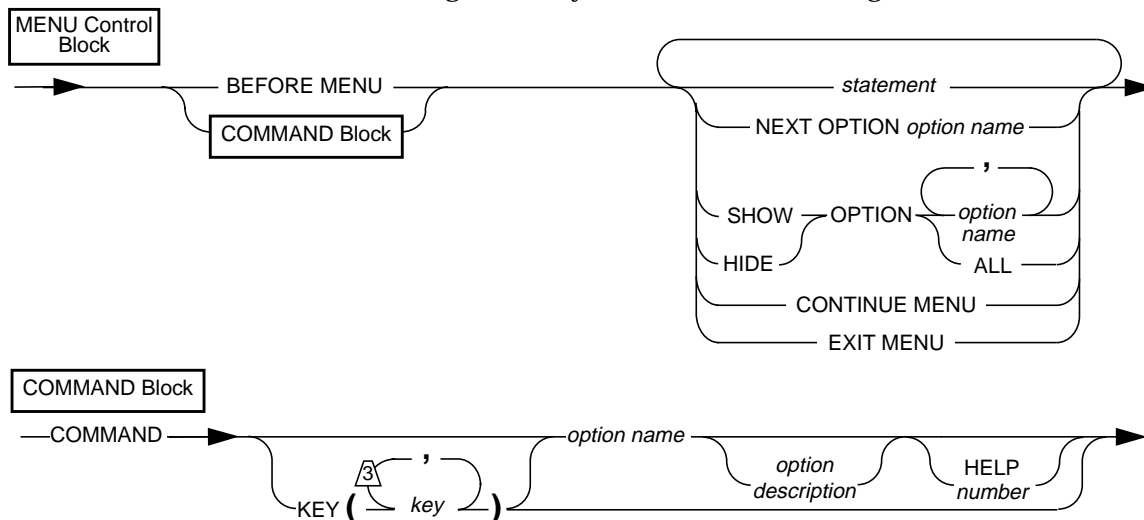 MENU Control
Block
BEFORE MENU
COMMAND Block
statement
NEXT OPTION option name
,
SHOW OPTION option
name
HIDE ALL
CONTINUE MENU
EXIT MENU
COMMAND Block
COMMAND option name
option
description
HELP
number
3 ,
KEY ( key )